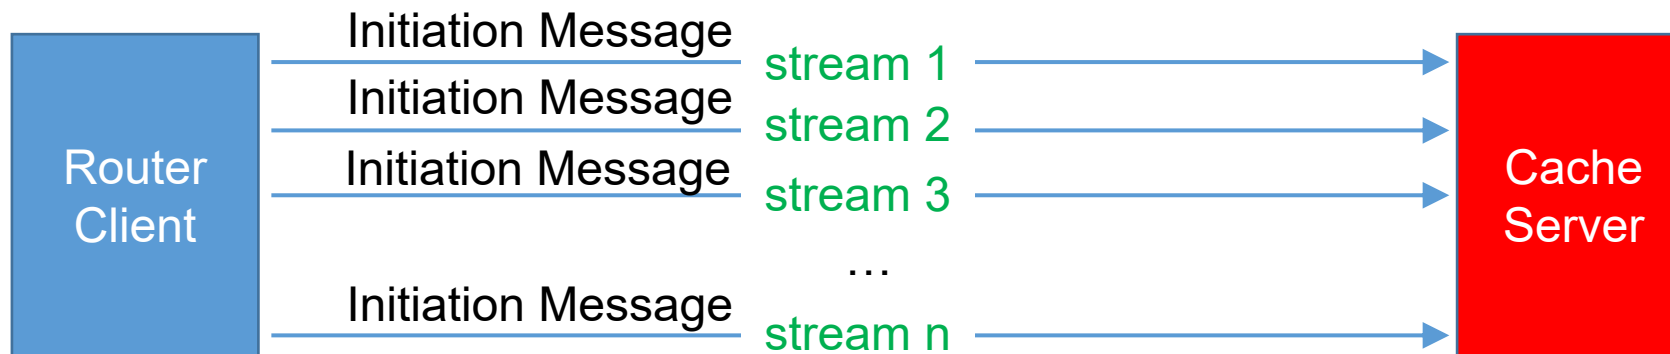 Router
Client
Initiation Message
stream 1
Initiation Message
stream 2
Initiation Message
stream 3
...
Initiation Message
stream n
Cache
Server